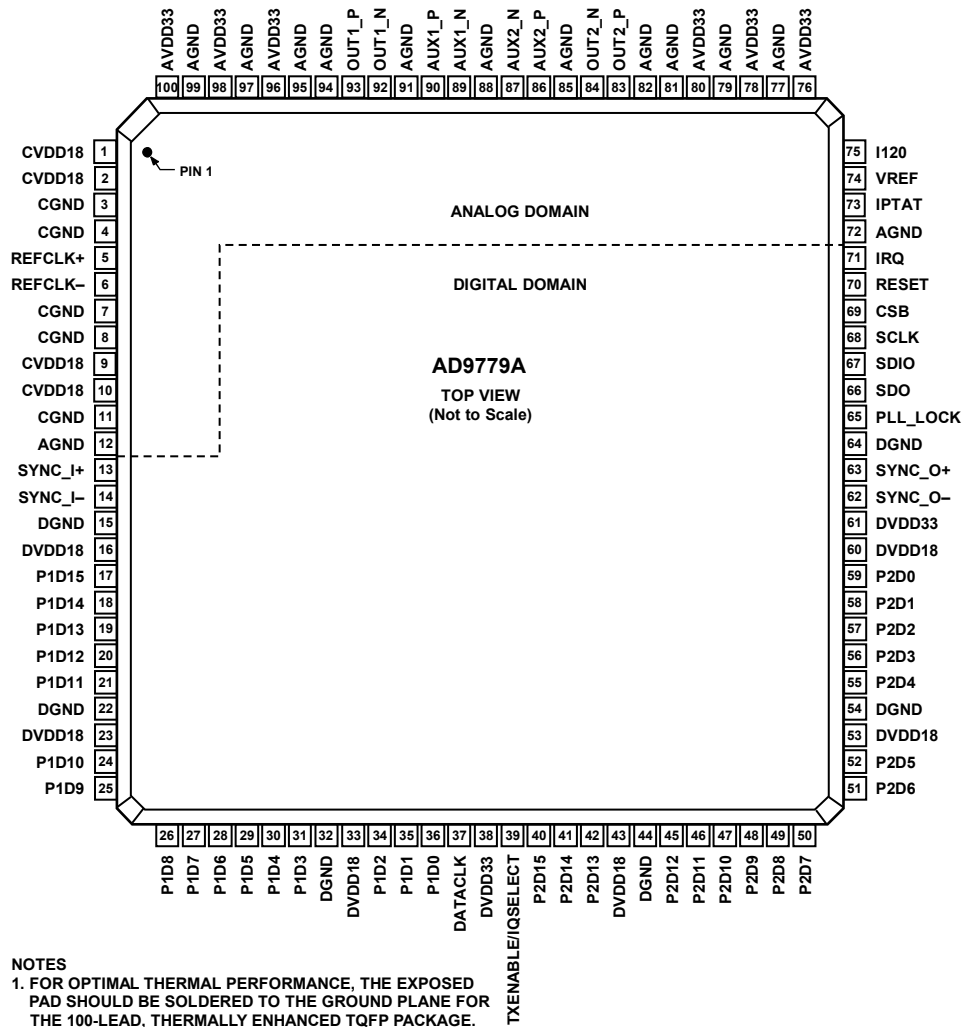 AVDD33
AGND
AVDD33
AGND
AVDD33
AGND
AGND
OUT1_P
OUT1_N
AGND
AUX1_P
AUX1_N
AGND
AUX2_N
AUX2_P
AGND
OUT2_N
OUT2_P
AGND
AGND
AVDD33
AGND
AVDD33
AGND
AVDD33
100 99 98 97 96 95 94 93 92 91 90 89 88 87 86 85 84 83 82 81 80 79 78 77 76
CVDD18 1
CVDD18 2
CGND 3
CGND 4
REFCLK+ 5
REFCLK– 6
CGND 7
CGND 8
CVDD18 9
CVDD18 10
CGND 11
AGND 12
SYNC_I+ 13
SYNC_I– 14
DGND 15
DVDD18 16
P1D15 17
P1D14 18
P1D13 19
P1D12 20
P1D11 21
DGND 22
DVDD18 23
P1D10 24
P1D9 25
PIN 1
ANALOG DOMAIN
DIGITAL DOMAIN
AD9779A
TOP VIEW
(Not to Scale)
75 I120
74 VREF
73 IPTAT
72 AGND
71 IRQ
70 RESET
69 CSB
68 SCLK
67 SDIO
66 SDO
65 PLL_LOCK
64 DGND
63 SYNC_O+
62 SYNC_O–
61 DVDD33
60 DVDD18
59 P2D0
58 P2D1
57 P2D2
56 P2D3
55 P2D4
54 DGND
53 DVDD18
52 P2D5
51 P2D6
26 27 28 29 30 31 32 33 34 35 36 37 38 39 40 41 42 43 44 45 46 47 48 49 50
P1D8
P1D7
P1D6
P1D5
P1D4
P1D3
DGND
DVDD18
P1D2
P1D1
P1D0
DATACLK
DVDD33
TXENABLE/IQSELECT
P2D15
P2D14
P2D13
DVDD18
DGND
P2D12
P2D11
P2D10
P2D9
P2D8
P2D7
NOTES
1. FOR OPTIMAL THERMAL PERFORMANCE, THE EXPOSED
PAD SHOULD BE SOLDERED TO THE GROUND PLANE FOR
THE 100-LEAD, THERMALLY ENHANCED TQFP PACKAGE.